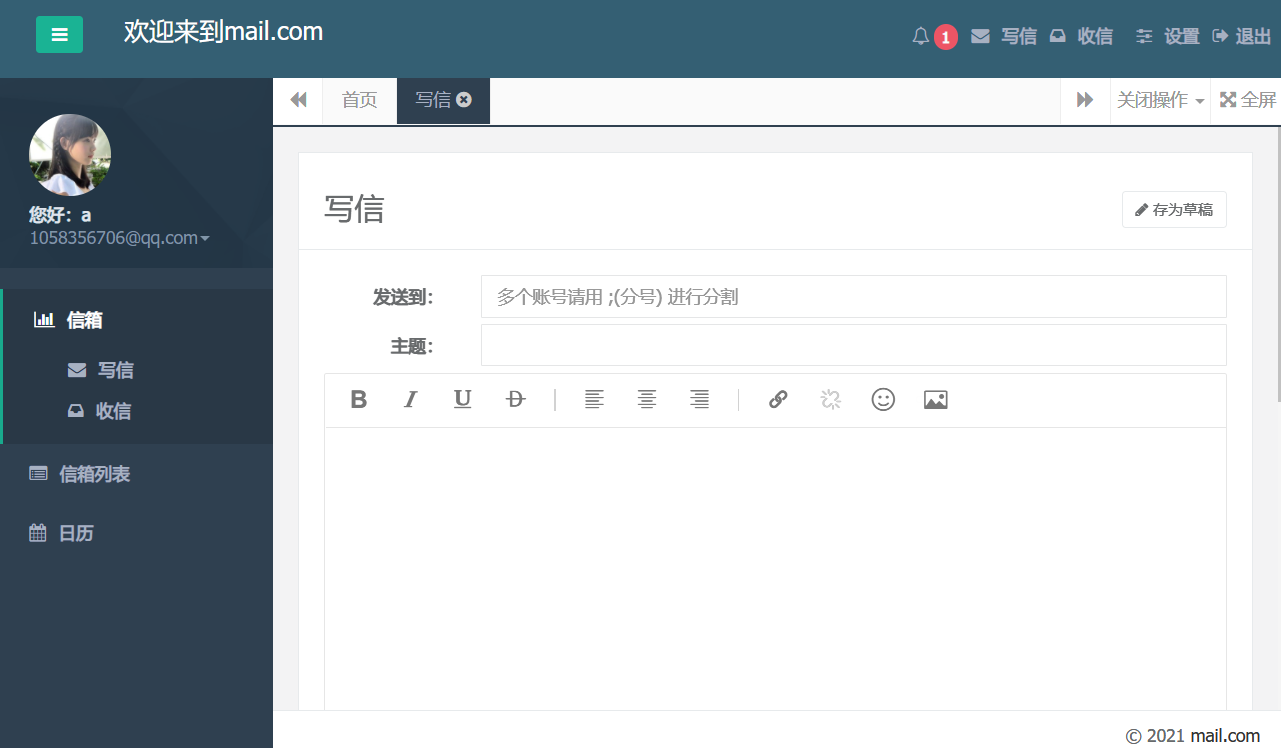 欢迎来到mail.com
1 写信 收信 设置 退出
首页 写信 关闭操作 全屏
您好：a
1058356706@qq.com
信箱
写信
收信
信箱列表
日历
写信
存为草稿
发送到：
多个账号请用 ;(分号) 进行分割
主题：
© 2021 mail.com